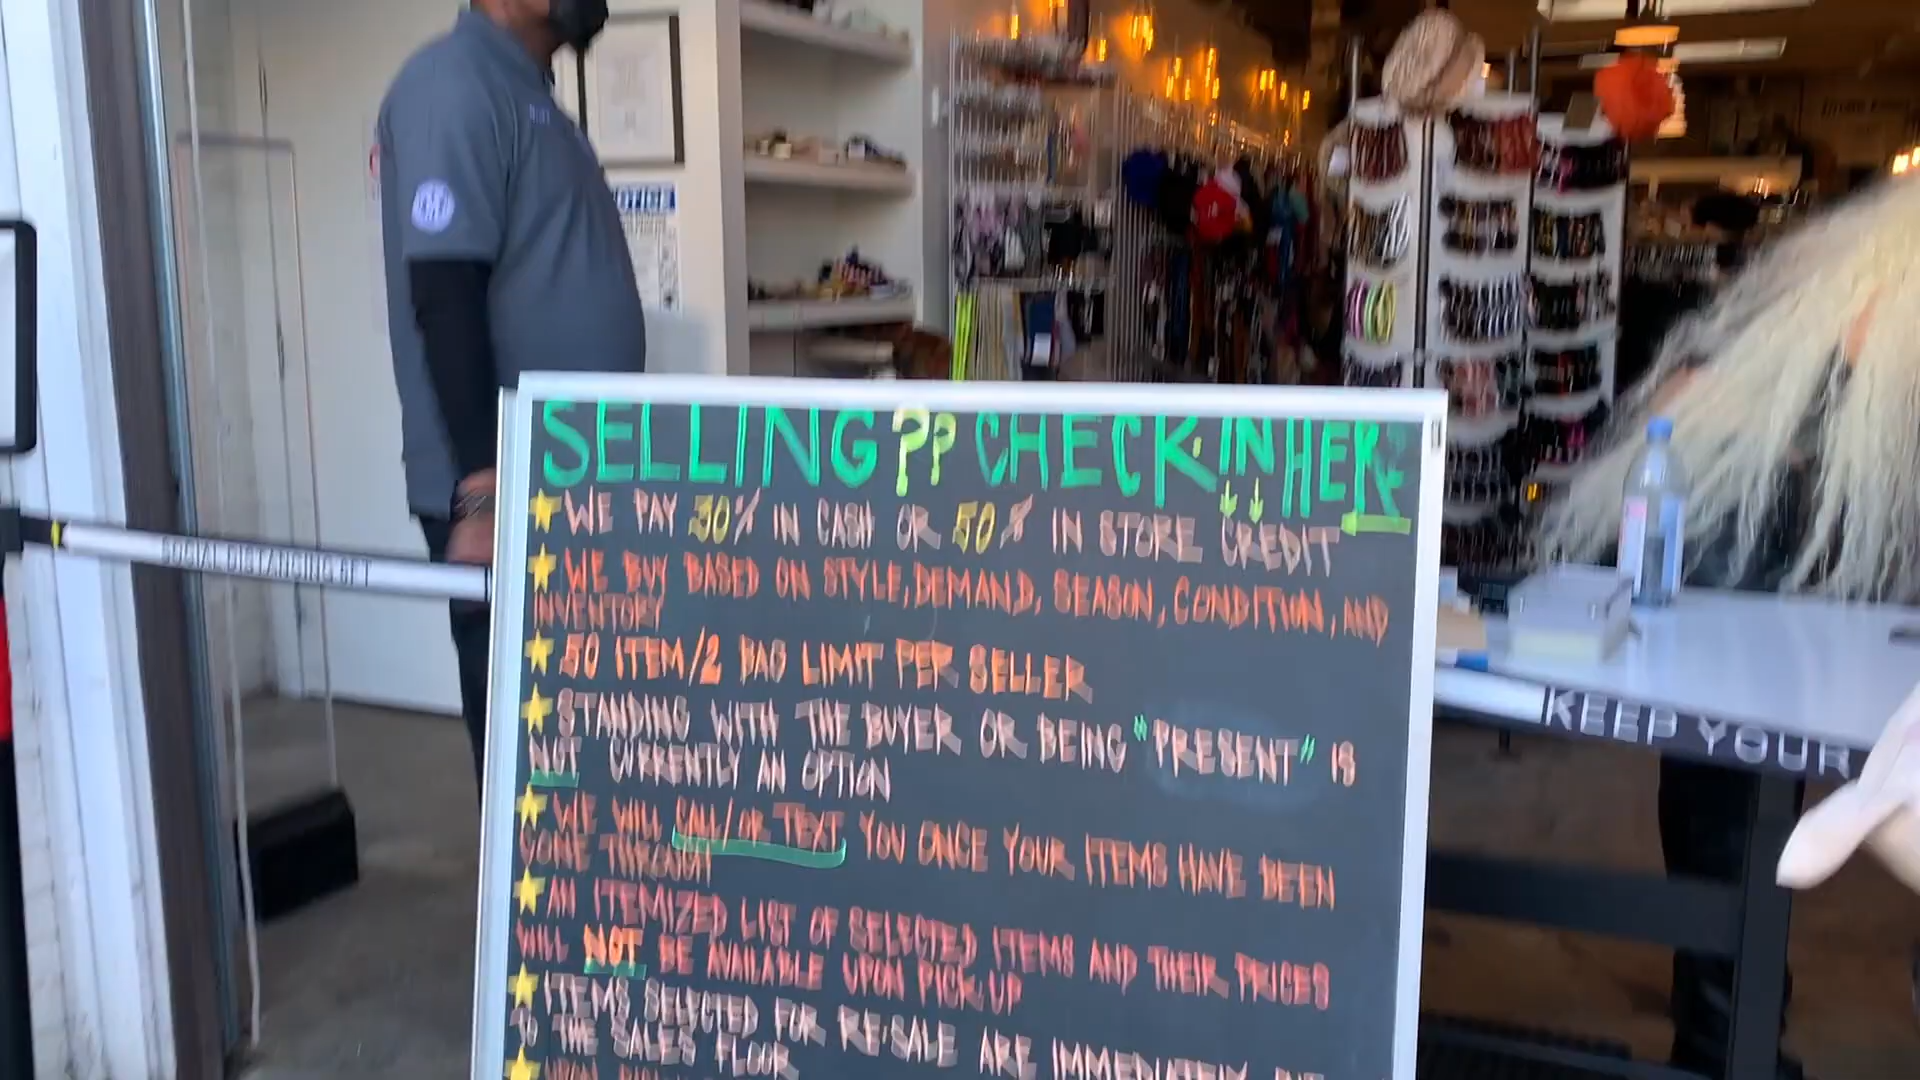 NOTICE
SELLING ?? CHECK-IN HERE
WE PAY 30% IN CASH OR 50% IN STORE CREDIT
WE BUY BASED ON STYLE, DEMAND, SEASON, CONDITION, AND
INVENTORY
50 ITEM/2 BAG LIMIT PER SELLER
STANDING WITH THE BUYER OR BEING "PRESENT" IS
NOT CURRENTLY AN OPTION
WE WILL CALL/OR TEXT YOU ONCE YOUR ITEMS HAVE BEEN
GONE THROUGH
AN ITEMIZED LIST OF SELECTED ITEMS AND THEIR PRICES
WILL NOT BE AVAILABLE UPON PICK UP
ITEMS SELECTED FOR RE-SALE ARE IMMEDIATELY PUT
TO THE SALES FLOOR
SOCIAL DISTANCING 6FT
KEEP YOUR